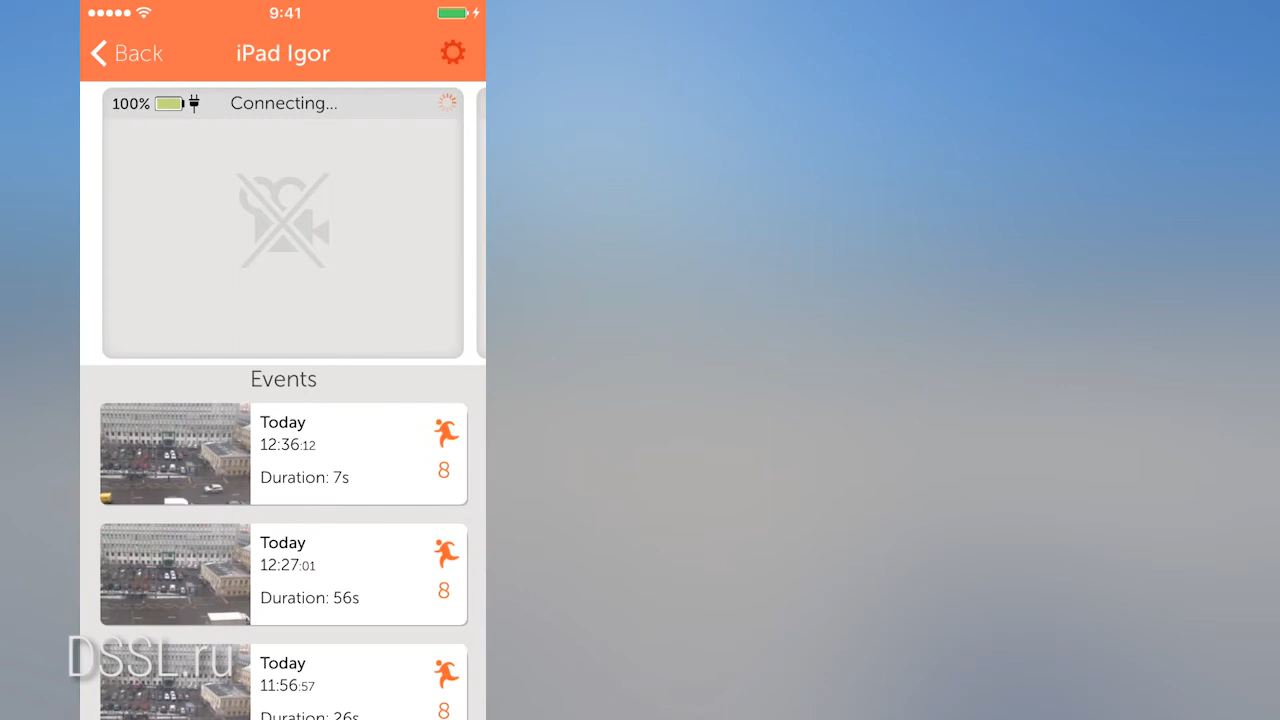 9:41
Back
iPad Igor
100%
Connecting...
Events
Today
12:36:12
Duration: 7s
8
Today
12:27:01
Duration: 56s
8
Today
11:56:57
Duration: 26s
8
DSSL.ru